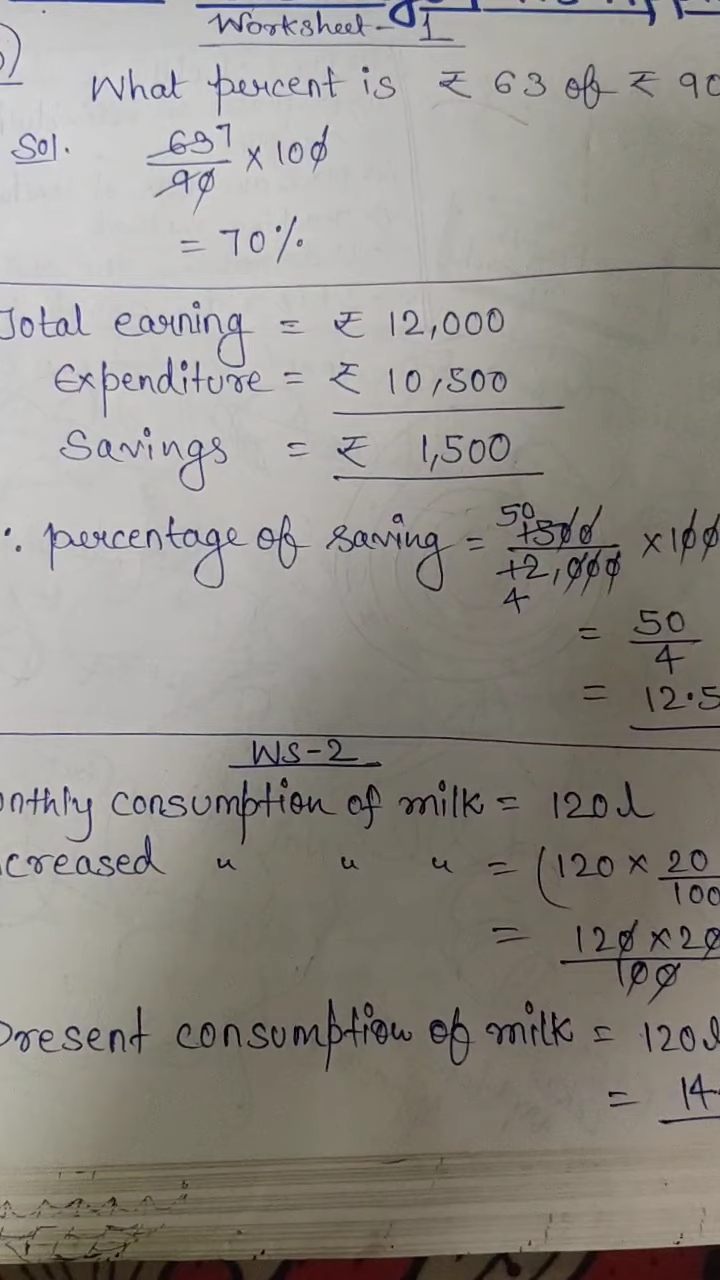 Worksheet - 1
What percent is ₹ 63 of ₹ 90
Sol. 63 7 / 90 × 100
= 70%
Total earning = ₹ 12,000
Expenditure = ₹ 10,500
Savings = ₹ 1,500
∴ percentage of saving = 50 1500 / 12,000 4 × 100
= 50 / 4
= 12.5
WS-2
onthly consumption of milk = 120 l
creased " " " = (120 × 20 / 100
= 120 × 20 / 100
Present consumption of milk = 120 l
= 14